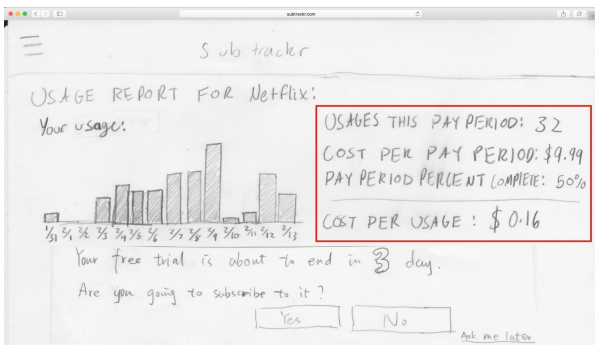 subtrackr.com
Sub trackr
USAGE REPORT FOR Netflix:
Your usage:
USAGES THIS PAY PERIOD: 32
COST PER PAY PERIOD: $9.99
PAY PERIOD PERCENT COMPLETE: 50%
COST PER USAGE: $0.16
1/31 2/1 2/2 2/3 2/4 2/5 2/6 2/7 2/8 2/9 2/10 2/11 2/12 2/13
Your free trial is about to end in 3 day.
Are you going to subscribe to it?
Yes No
Ask me later